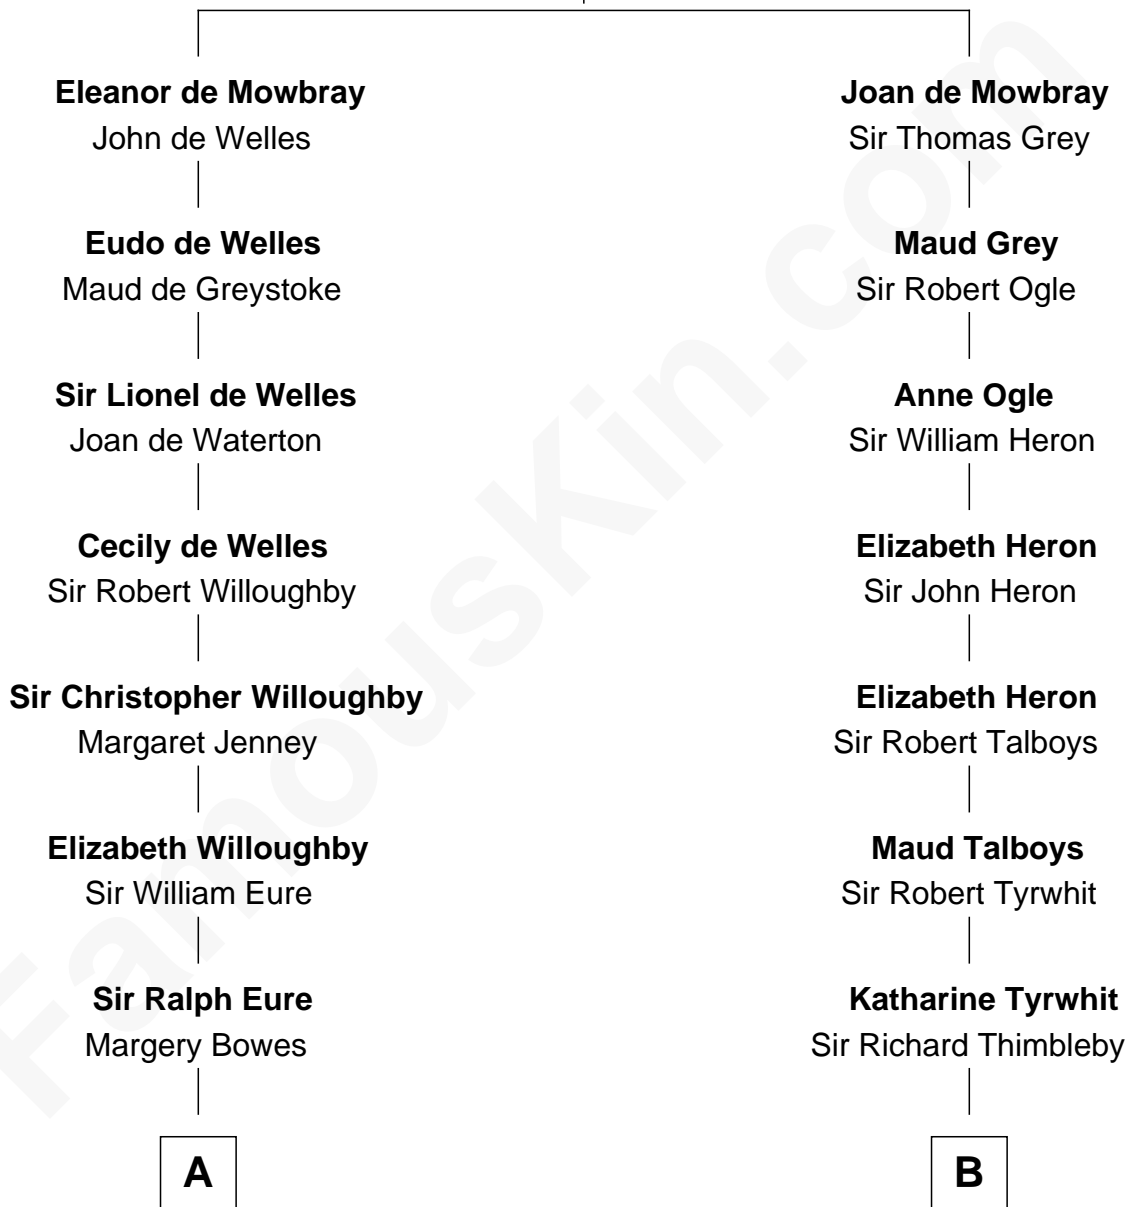 Eleanor de Mowbray
John de Welles
Joan de Mowbray
Sir Thomas Grey
Eudo de Welles
Maud de Greystoke
Maud Grey
Sir Robert Ogle
Sir Lionel de Welles
Joan de Waterton
Anne Ogle
Sir William Heron
Cecily de Welles
Sir Robert Willoughby
Elizabeth Heron
Sir John Heron
Sir Christopher Willoughby
Margaret Jenney
Elizabeth Heron
Sir Robert Talboys
Elizabeth Willoughby
Sir William Eure
Maud Talboys
Sir Robert Tyrwhit
Sir Ralph Eure
Margery Bowes
Katharine Tyrwhit
Sir Richard Thimbleby
A
B
FamousKin.com